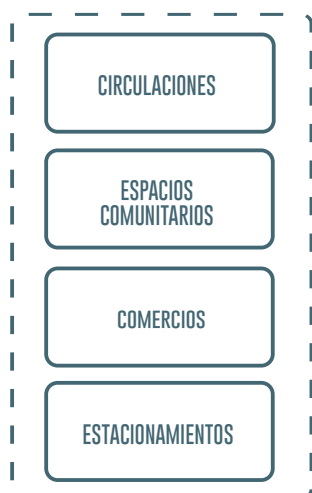 CIRCULACIONES
ESPACIOS
COMUNITARIOS
COMERCIOS
ESTACIONAMIENTOS